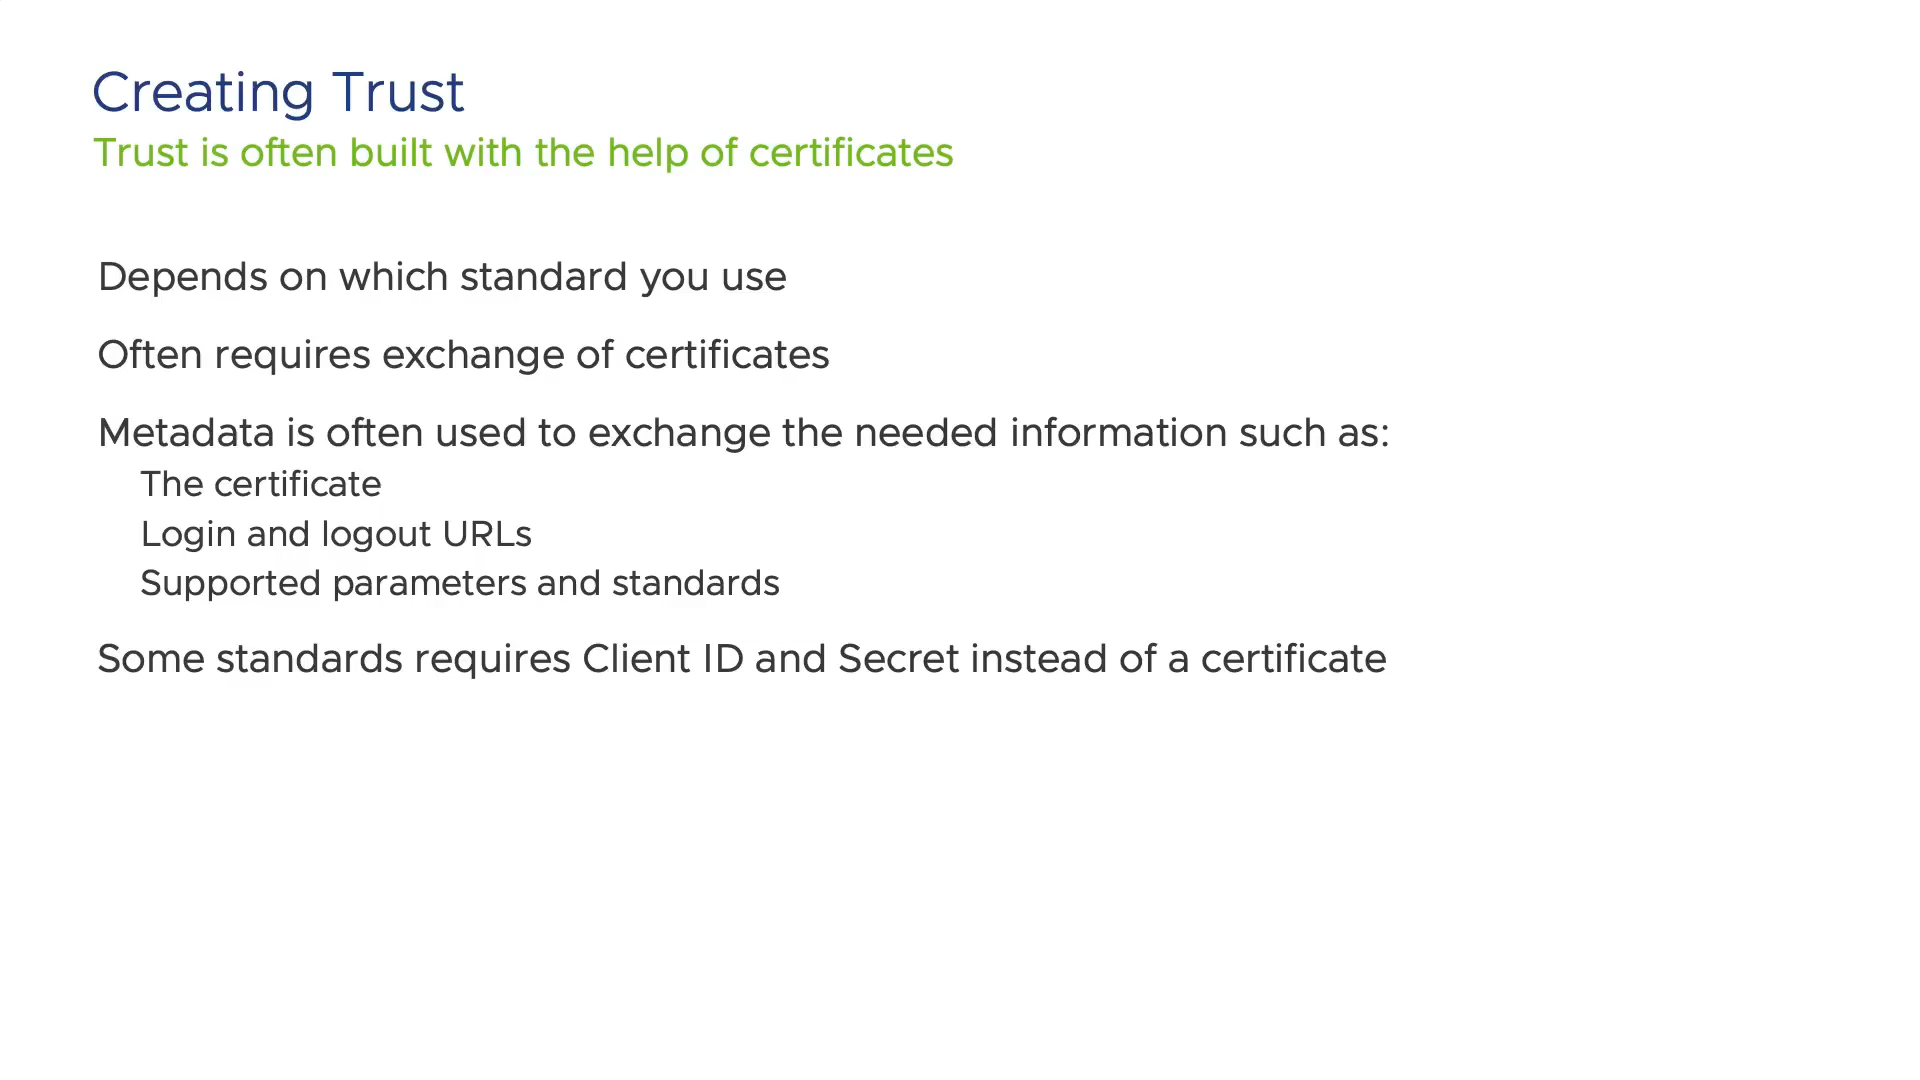 Creating Trust
Trust is often built with the help of certificates
Depends on which standard you use
Often requires exchange of certificates
Metadata is often used to exchange the needed information such as:
The certificate
Login and logout URLs
Supported parameters and standards
Some standards requires Client ID and Secret instead of a certificate